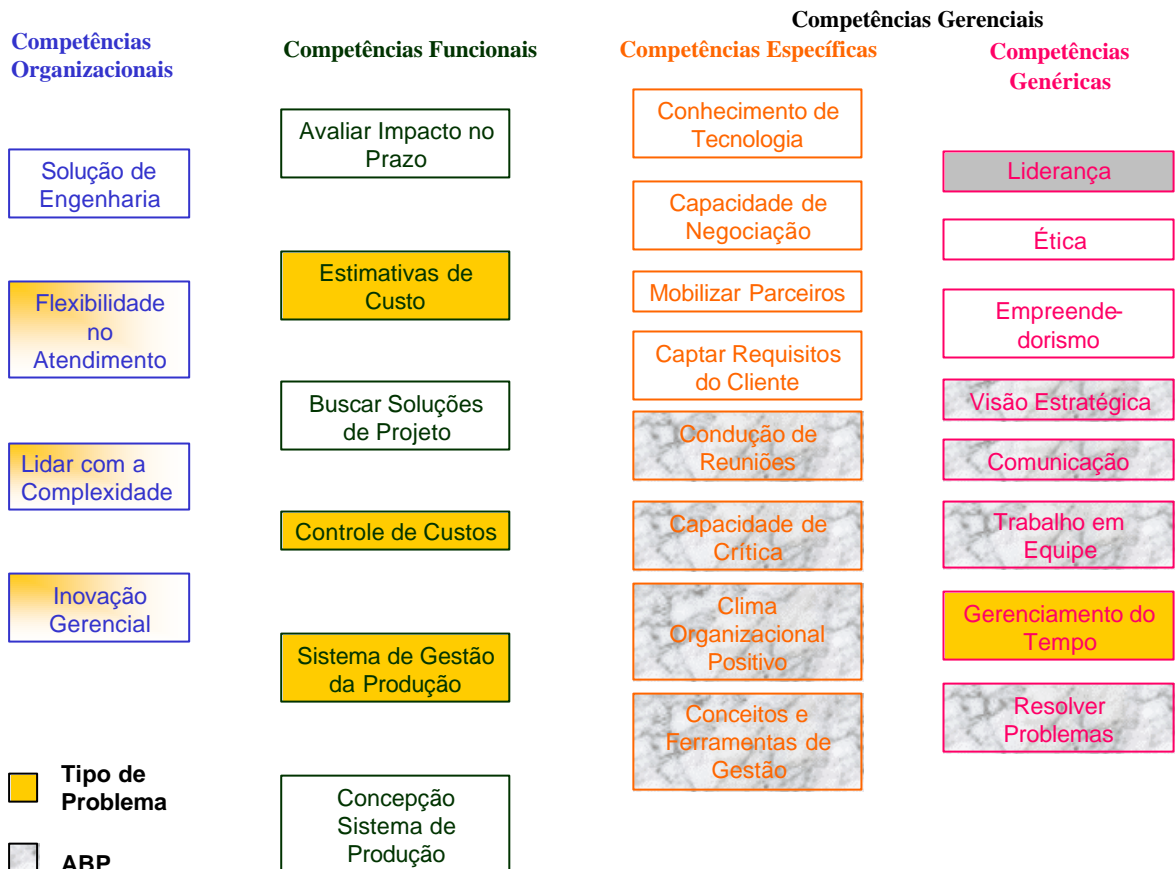 Competências Gerenciais
Competências
Organizacionais
Solução de
Engenharia
Flexibilidade
no
Atendimento
Lidar com a
Complexidade
Inovação
Gerencial
Tipo de
Problema
ABP
Competências Funcionais
Avaliar Impacto no
Prazo
Estimativas de
Custo
Buscar Soluções
de Projeto
Controle de Custos
Sistema de Gestão
da Produção
Concepção
Sistema de
Produção
Competências Específicas
Conhecimento de
Tecnologia
Capacidade de
Negociação
Mobilizar Parceiros
Captar Requisitos
do Cliente
Condução de
Reuniões
Capacidade de
Crítica
Clima
Organizacional
Positivo
Conceitos e
Ferramentas de
Gestão
Competências
Genéricas
Liderança
Ética
Empreende-
dorismo
Visão Estratégica
Comunicação
Trabalho em
Equipe
Gerenciamento do
Tempo
Resolver
Problemas